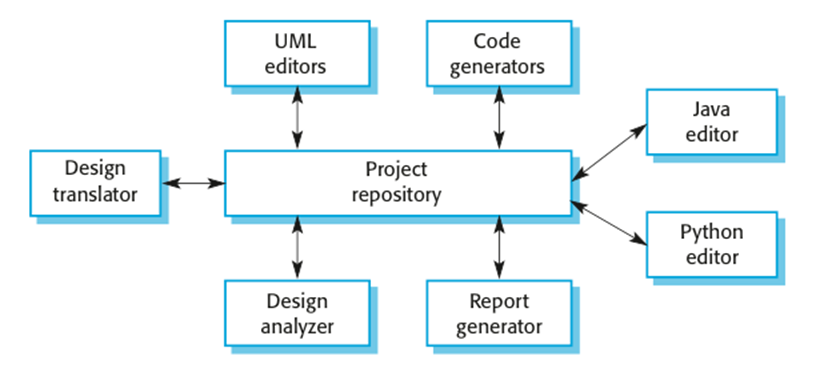 UML
editors
Code
generators
Java
editor
Design
translator
Project
repository
Python
editor
Design
analyzer
Report
generator